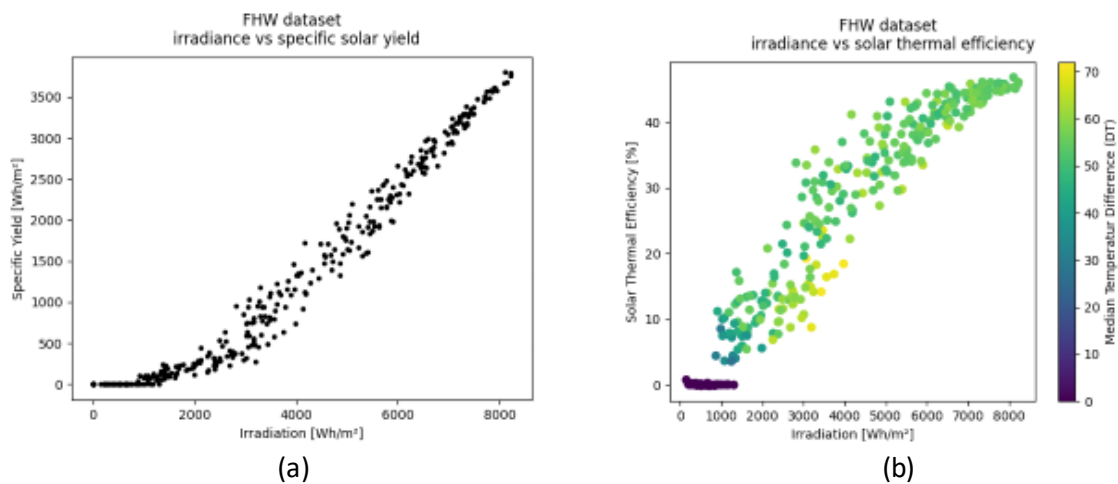 FHW dataset
irradiance vs specific solar yield
Specific Yield [Wh/m²]
3500
3000
2500
2000
1500
1000
500
0
0 2000 4000 6000 8000
Irradiation [Wh/m²]
(a)
FHW dataset
irradiance vs solar thermal efficiency
Solar Thermal Efficiency [%]
40
30
20
10
0
0 1000 2000 3000 4000 5000 6000 7000 8000
Irradiation [Wh/m²]
70
60
50
40
30
20
10
0
Median Temperatur Difference (DT)
(b)